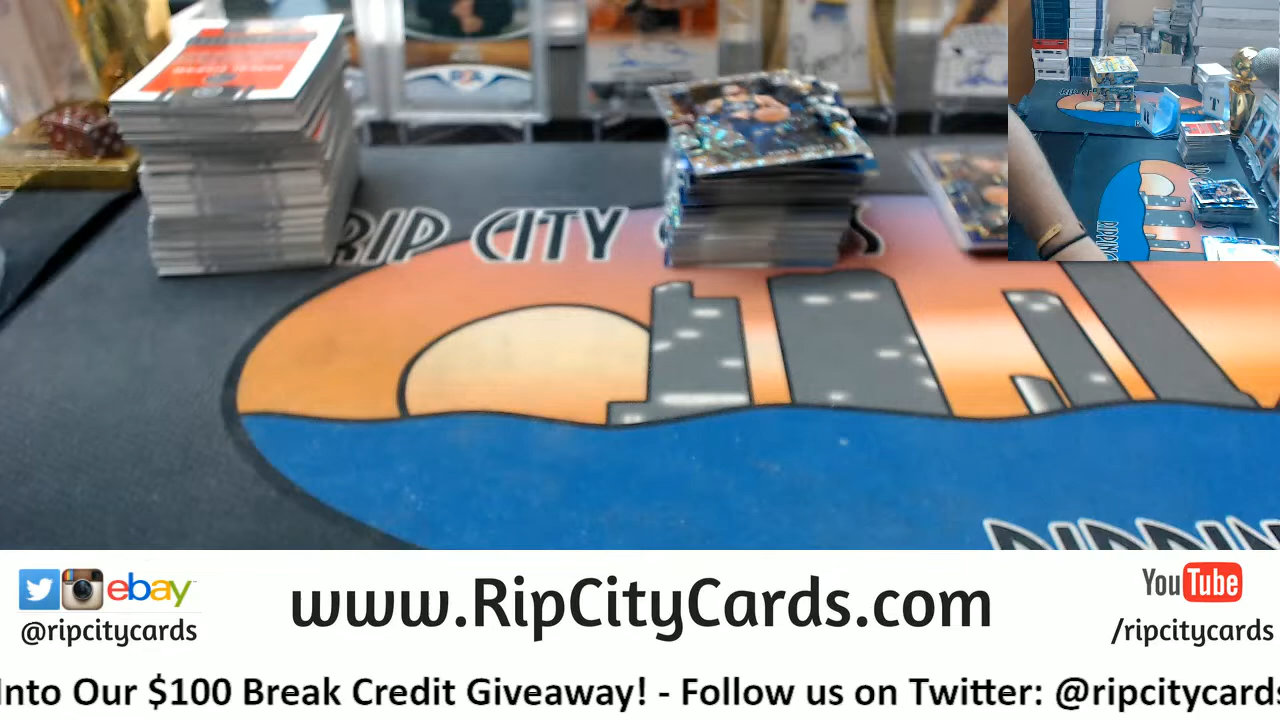 RIP CITY
ebay
@ripcitycards
www.RipCityCards.com
YouTube
/ripcitycards
Into Our $100 Break Credit Giveaway! - Follow us on Twitter: @ripcitycards